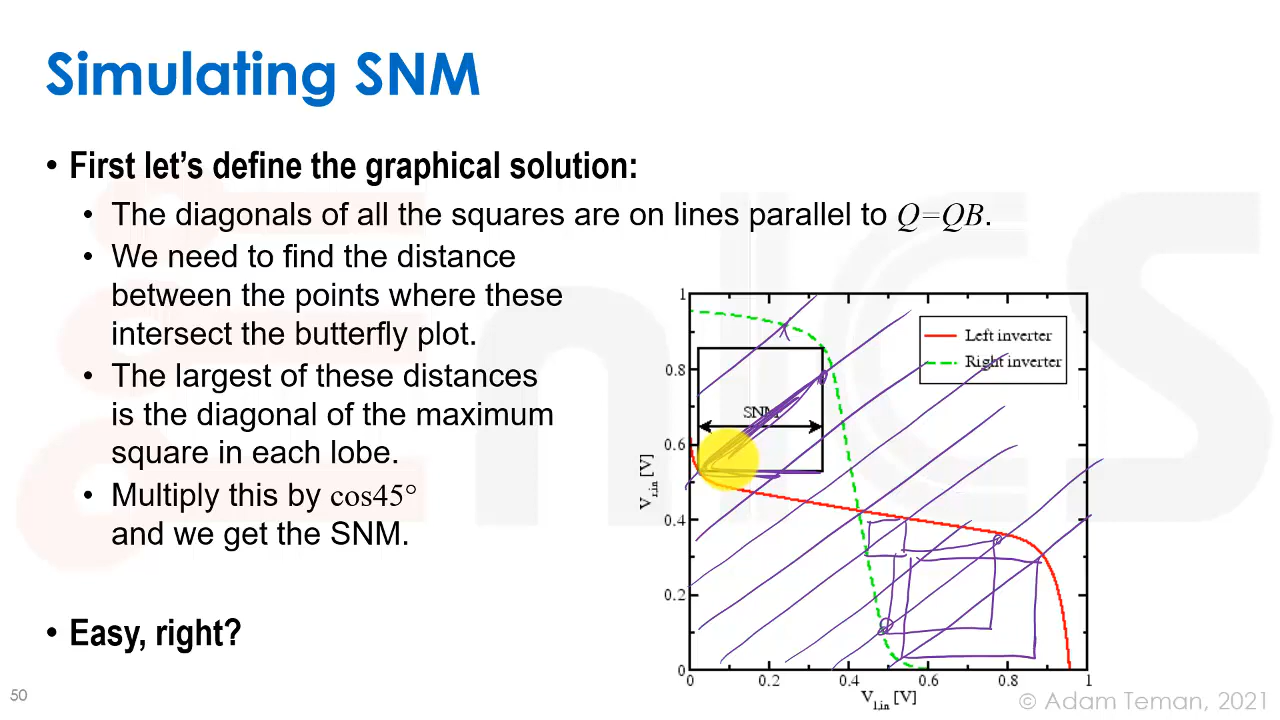 Simulating SNM
• First let's define the graphical solution:
• The diagonals of all the squares are on lines parallel to Q=QB.
• We need to find the distance
between the points where these
intersect the butterfly plot.
• The largest of these distances
is the diagonal of the maximum
square in each lobe.
• Multiply this by cos45°
and we get the SNM.
• Easy, right?
1
0.8
0.6
0.4
0.2
0
V_r,in [V]
Left inverter
Right inverter
SNM
0 0.2 0.4 0.6 0.8 1
V_l,in [V]
50
© Adam Teman, 2021